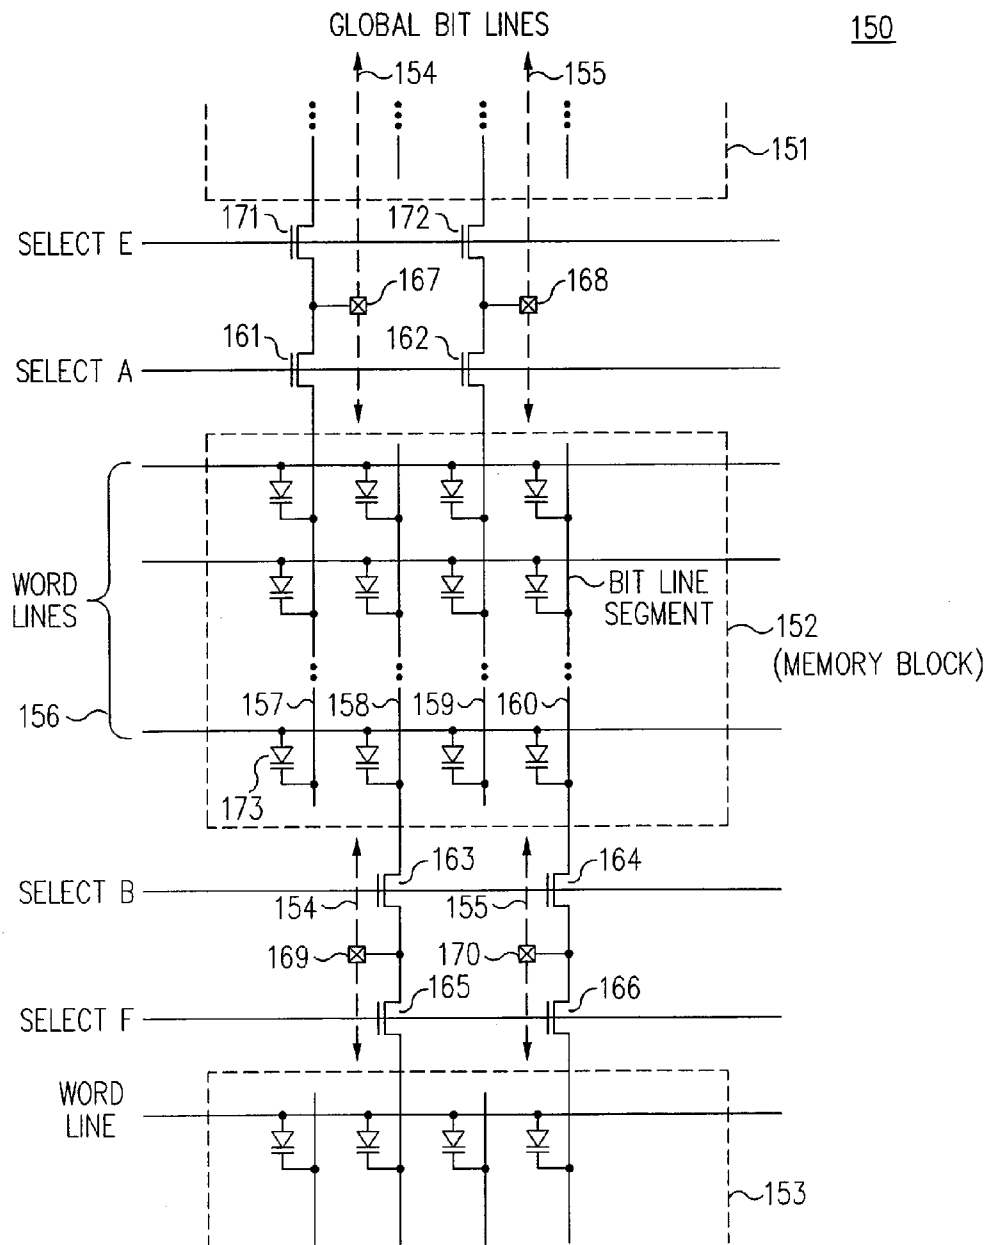 GLOBAL BIT LINES
150
154
155
151
171
172
SELECT E
167
168
161
162
SELECT A
WORD
LINES
BIT LINE
SEGMENT
152
(MEMORY BLOCK)
156
157
158
159
160
173
163
164
SELECT B
154
155
169
170
165
166
SELECT F
WORD
LINE
153